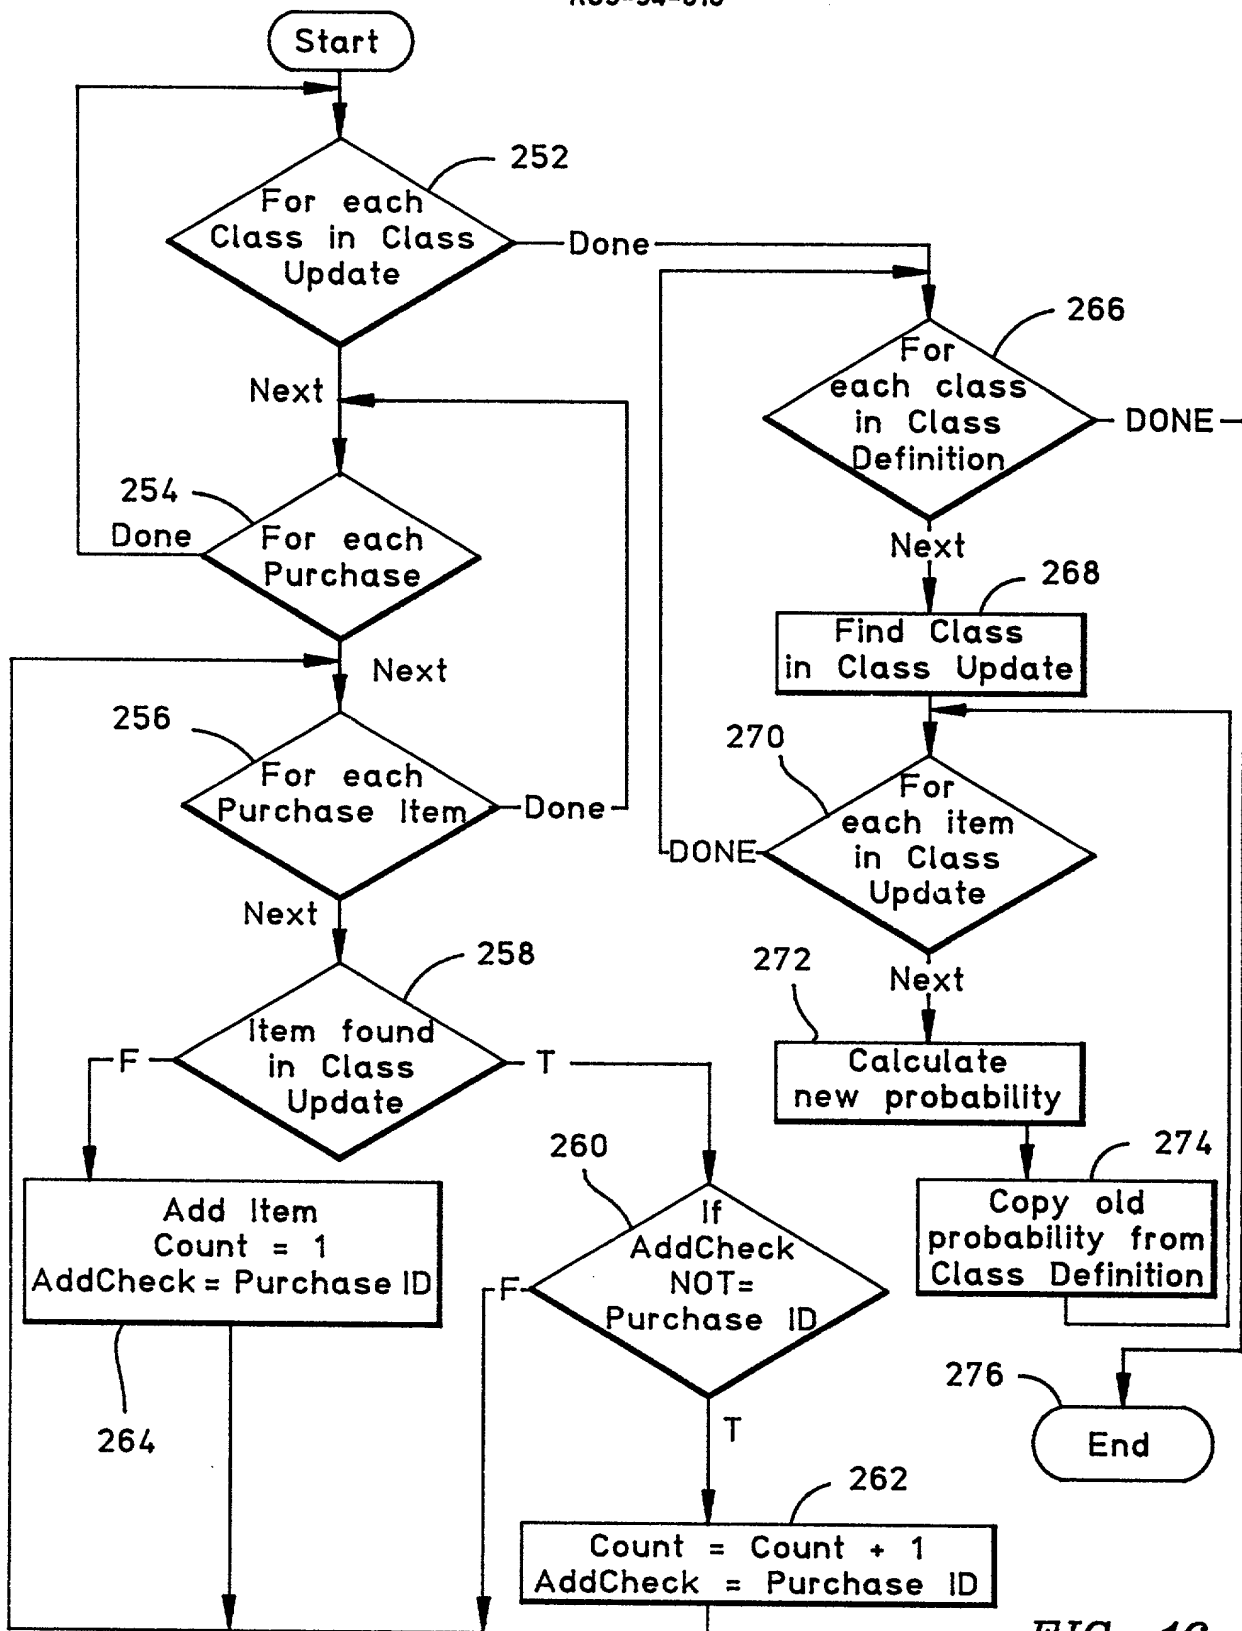 Start
252
For each
Class in Class
Update
Done
Next
266
For
each class
in Class
Definition
DONE
254
Done
For each
Purchase
Next
Next
268
Find Class
in Class Update
256
For each
Purchase Item
Done
270
For
each item
in Class
Update
DONE
Next
Next
258
Item found
in Class
Update
F
T
272
Calculate
new probability
260
If
AddCheck
NOT=
Purchase ID
F
T
274
Copy old
probability from
Class Definition
Add Item
Count = 1
AddCheck = Purchase ID
264
276
End
262
Count = Count + 1
AddCheck = Purchase ID